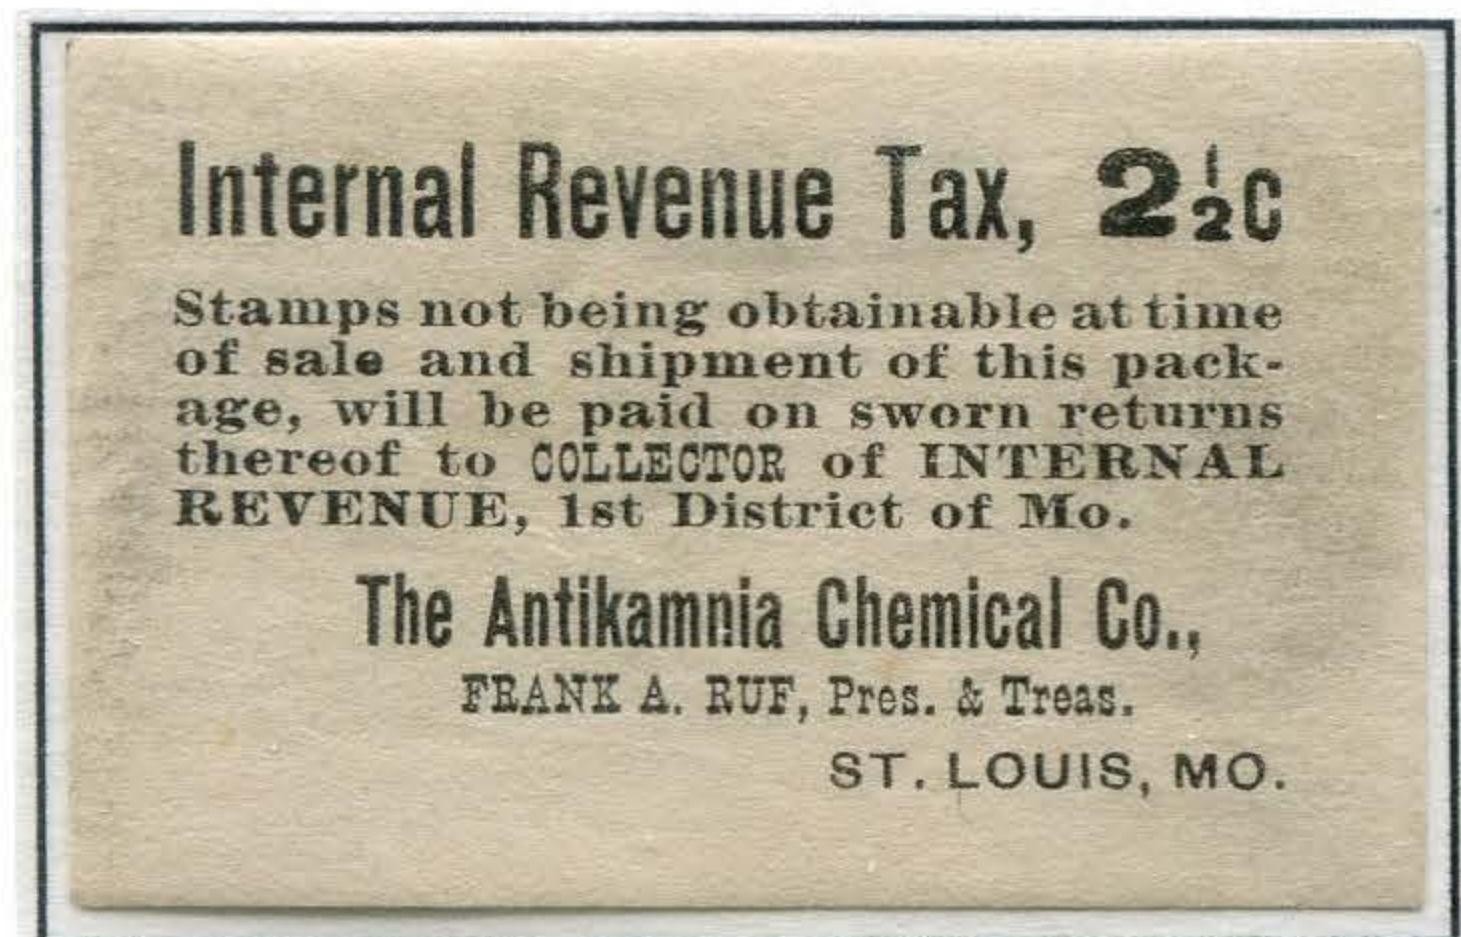 Internal Revenue Tax, 2½c
Stamps not being obtainable at time
of sale and shipment of this pack-
age, will be paid on sworn returns
thereof to COLLECTOR of INTERNAL
REVENUE, 1st District of Mo.
The Antikamnia Chemical Co.,
FRANK A. RUF, Pres. & Treas.
ST. LOUIS, MO.